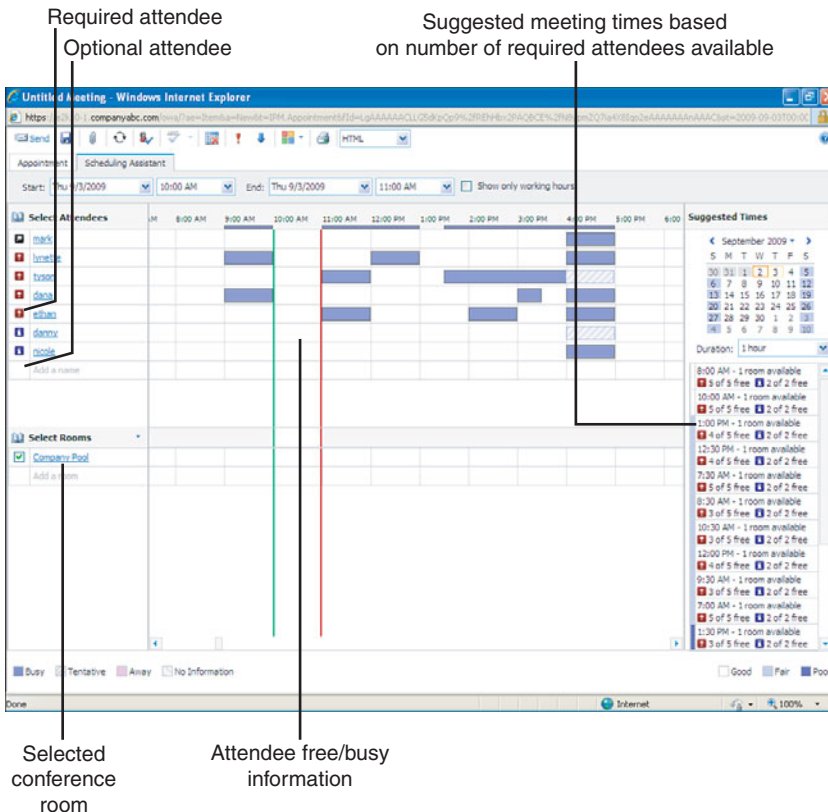 Required attendee
Optional attendee
Suggested meeting times based
on number of required attendees available
Untitled Meeting - Windows Internet Explorer
https companyabc.com
Send HTML
Appointment Scheduling Assistant
Start: Thu 9/3/2009 10:00 AM End: Thu 9/3/2009 11:00 AM Show only working hours
Select Attendees 8:00 AM 9:00 AM 10:00 AM 11:00 AM 12:00 PM 1:00 PM 2:00 PM 3:00 PM 4:00 PM 5:00 PM 6:00
mark
lynette
tyson
dana
ethan
danny
nicole
Add a name
Select Rooms
Company Pool
Add a room
Suggested Times
September 2009
S M T W T F S
30 31 1 2 3 4 5
6 7 8 9 10 11 12
13 14 15 16 17 18 19
20 21 22 23 24 25 26
27 28 29 30 1 2 3
4 5 6 7 8 9 10
Duration: 1 hour
8:00 AM - 1 room available
5 of 5 free 2 of 2 free
10:00 AM - 1 room available
5 of 5 free 2 of 2 free
1:00 PM - 1 room available
4 of 5 free 2 of 2 free
12:30 PM - 1 room available
4 of 5 free 2 of 2 free
7:30 AM - 1 room available
5 of 5 free 2 of 2 free
8:30 AM - 1 room available
3 of 5 free 2 of 2 free
10:30 AM - 1 room available
3 of 5 free 2 of 2 free
12:00 PM - 1 room available
4 of 5 free 2 of 2 free
9:30 AM - 1 room available
3 of 5 free 2 of 2 free
7:00 AM - 1 room available
5 of 5 free 2 of 2 free
1:30 PM - 1 room available
3 of 5 free 2 of 2 free
Busy Tentative Away No Information
Good Fair Poo
Done Internet 100%
Selected
conference
room
Attendee free/busy
information